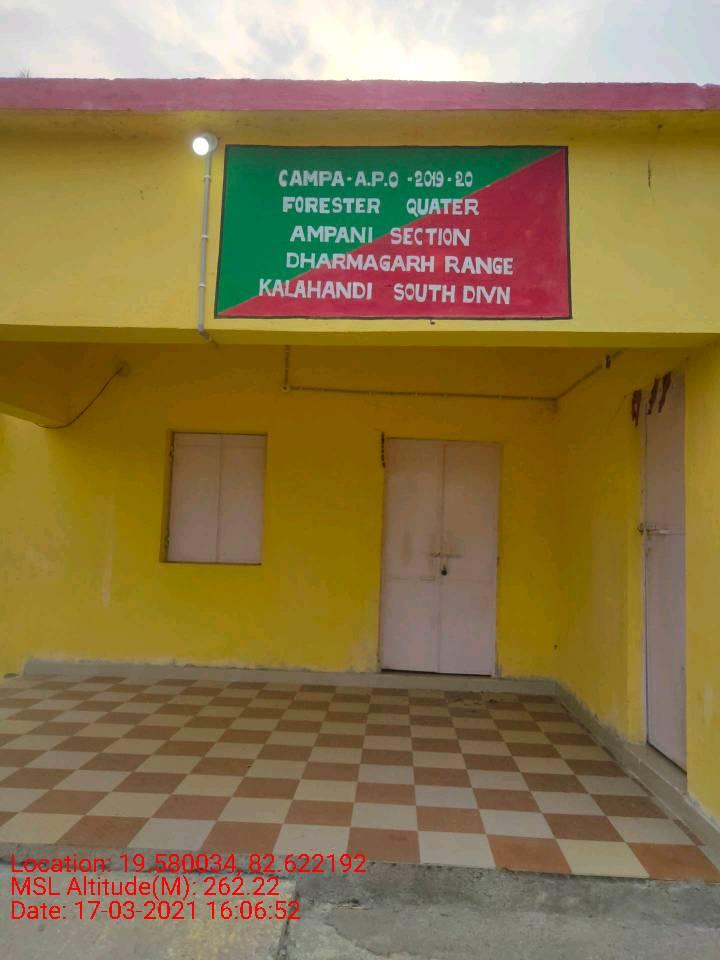 CAMPA - A.P.O - 2019 - 20
FORESTER QUATER
AMPANI SECTION
DHARMAGARH RANGE
KALAHANDI SOUTH DIVN
Location: 19.580034, 82.622192
MSL Altitude(M): 262.22
Date: 17-03-2021 16:06:52